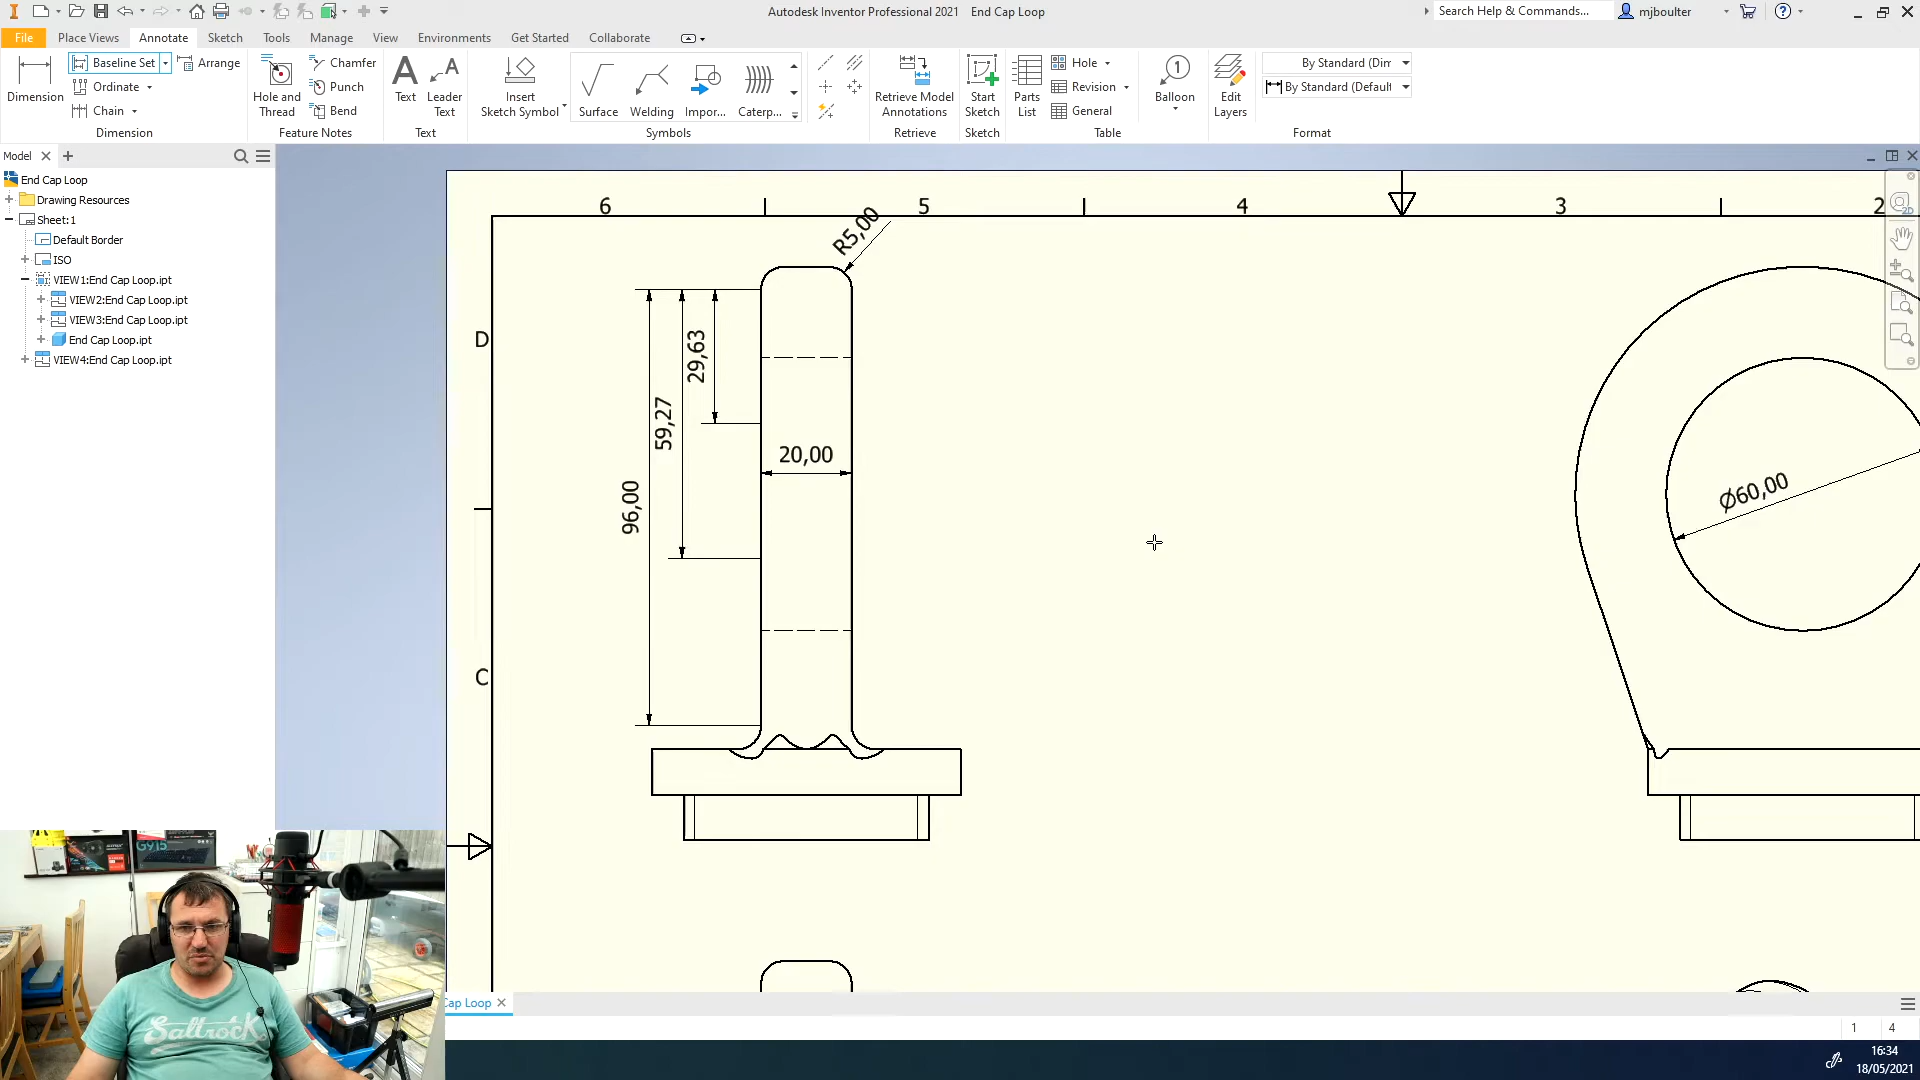 Autodesk Inventor Professional 2021 End Cap Loop
Search Help & Commands...
mjboulter
File Place Views Annotate Sketch Tools Manage View Environments Get Started Collaborate
Dimension
Baseline Set
Arrange
Ordinate
Chain
Dimension
Hole and Thread
Chamfer
Punch
Bend
Feature Notes
Text
Leader Text
Text
Insert Sketch Symbol
Surface
Welding
Impor...
Caterp...
Symbols
Retrieve Model Annotations
Retrieve
Start Sketch
Sketch
Parts List
Hole
Revision
General
Table
Balloon
1
Edit Layers
By Standard (Dim
By Standard (Default
Format
Model
End Cap Loop
Drawing Resources
Sheet:1
Default Border
ISO
VIEW1:End Cap Loop.ipt
VIEW2:End Cap Loop.ipt
VIEW3:End Cap Loop.ipt
End Cap Loop.ipt
VIEW4:End Cap Loop.ipt
6 5 4 3 2
2D
R5,00
D
29,63
59,27
20,00
96,00
Ø60,00
C
G915
Saltrock
Cap Loop
1 4
16:34
18/05/2021